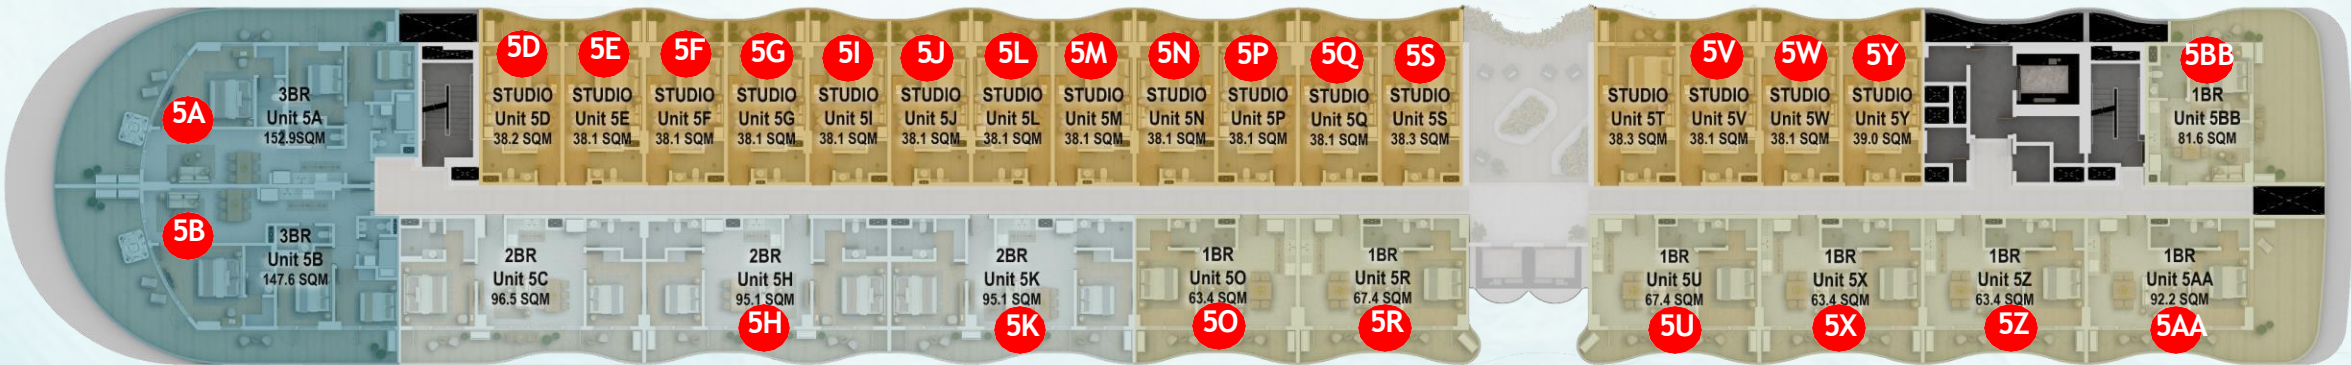 5A
3BR
Unit 5A
152.9SQM
5D
STUDIO
Unit 5D
38.2 SQM
5E
STUDIO
Unit 5E
38.1 SQM
5F
STUDIO
Unit 5F
38.1 SQM
5G
STUDIO
Unit 5G
38.1 SQM
5I
STUDIO
Unit 5I
38.1 SQM
5J
STUDIO
Unit 5J
38.1 SQM
5L
STUDIO
Unit 5L
38.1 SQM
5M
STUDIO
Unit 5M
38.1 SQM
5N
STUDIO
Unit 5N
38.1 SQM
5P
STUDIO
Unit 5P
38.1 SQM
5Q
STUDIO
Unit 5Q
38.1 SQM
5S
STUDIO
Unit 5S
38.3 SQM
STUDIO
Unit 5T
38.3 SQM
5V
STUDIO
Unit 5V
38.1 SQM
5W
STUDIO
Unit 5W
38.1 SQM
5Y
STUDIO
Unit 5Y
39.0 SQM
5BB
1BR
Unit 5BB
81.6 SQM
5B
3BR
Unit 5B
147.6 SQM
2BR
Unit 5C
96.5 SQM
2BR
Unit 5H
95.1 SQM
5H
2BR
Unit 5K
95.1 SQM
5K
1BR
Unit 5O
63.4 SQM
5O
1BR
Unit 5R
67.4 SQM
5R
1BR
Unit 5U
67.4 SQM
5U
1BR
Unit 5X
63.4 SQM
5X
1BR
Unit 5Z
63.4 SQM
5Z
1BR
Unit 5AA
92.2 SQM
5AA